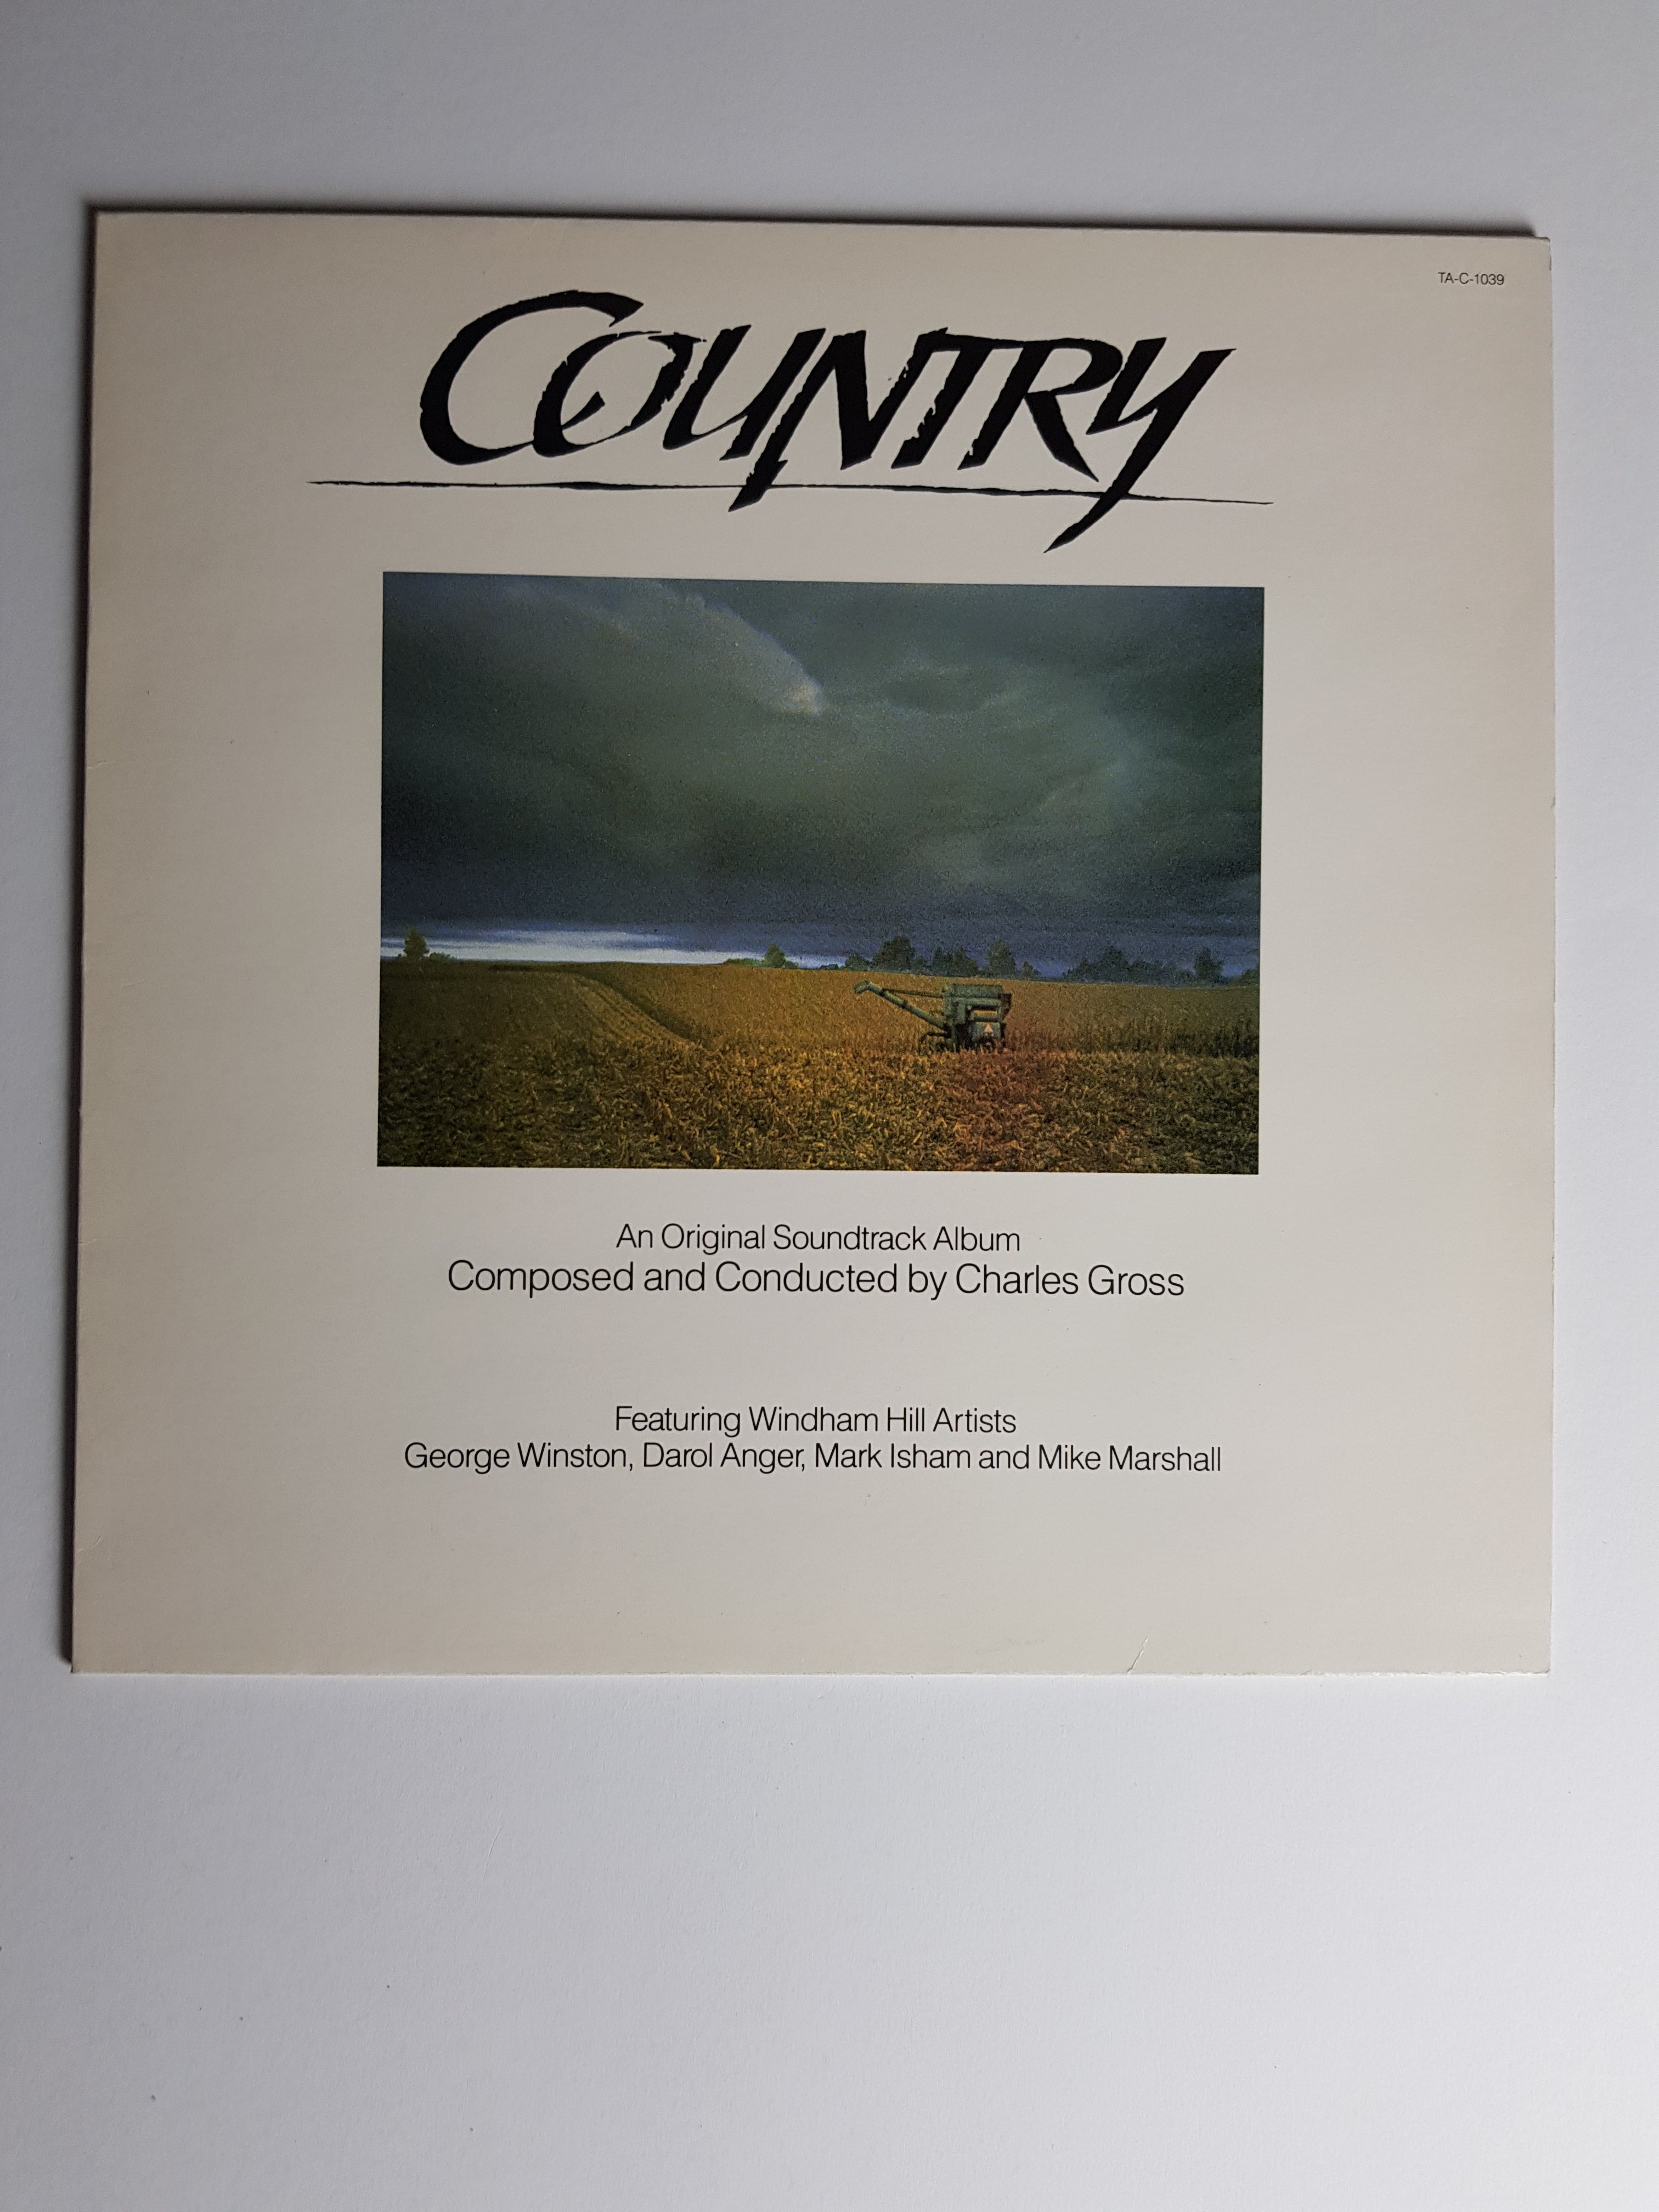 TA-C-1039
COUNTRY
An Original Soundtrack Album
Composed and Conducted by Charles Gross
Featuring Windham Hill Artists
George Winston, Darol Anger, Mark Isham and Mike Marshall